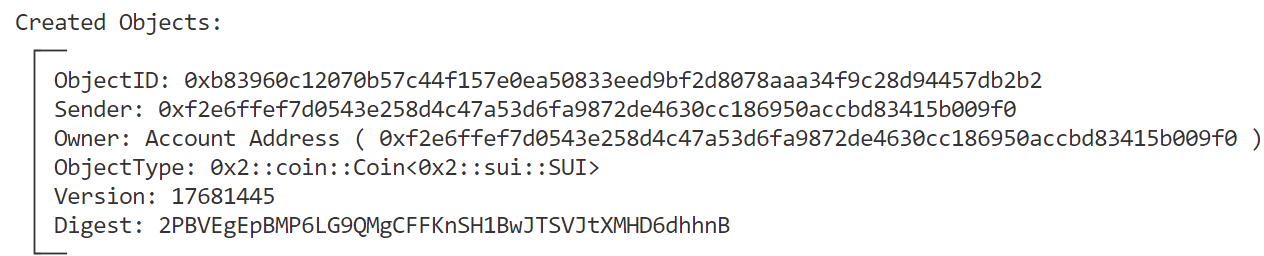 Created Objects:
ObjectID: 0xb83960c12070b57c44f157e0ea50833eed9bf2d8078aaa34f9c28d94457db2b2
Sender: 0xf2e6ffef7d0543e258d4c47a53d6fa9872de4630cc186950accbd83415b009f0
Owner: Account Address ( 0xf2e6ffef7d0543e258d4c47a53d6fa9872de4630cc186950accbd83415b009f0 )
ObjectType: 0x2::coin::Coin<0x2::sui::SUI>
Version: 17681445
Digest: 2PBVEgEpBMP6LG9QMgCFFKnSH1BwJTSVJtXMHD6dhhnB